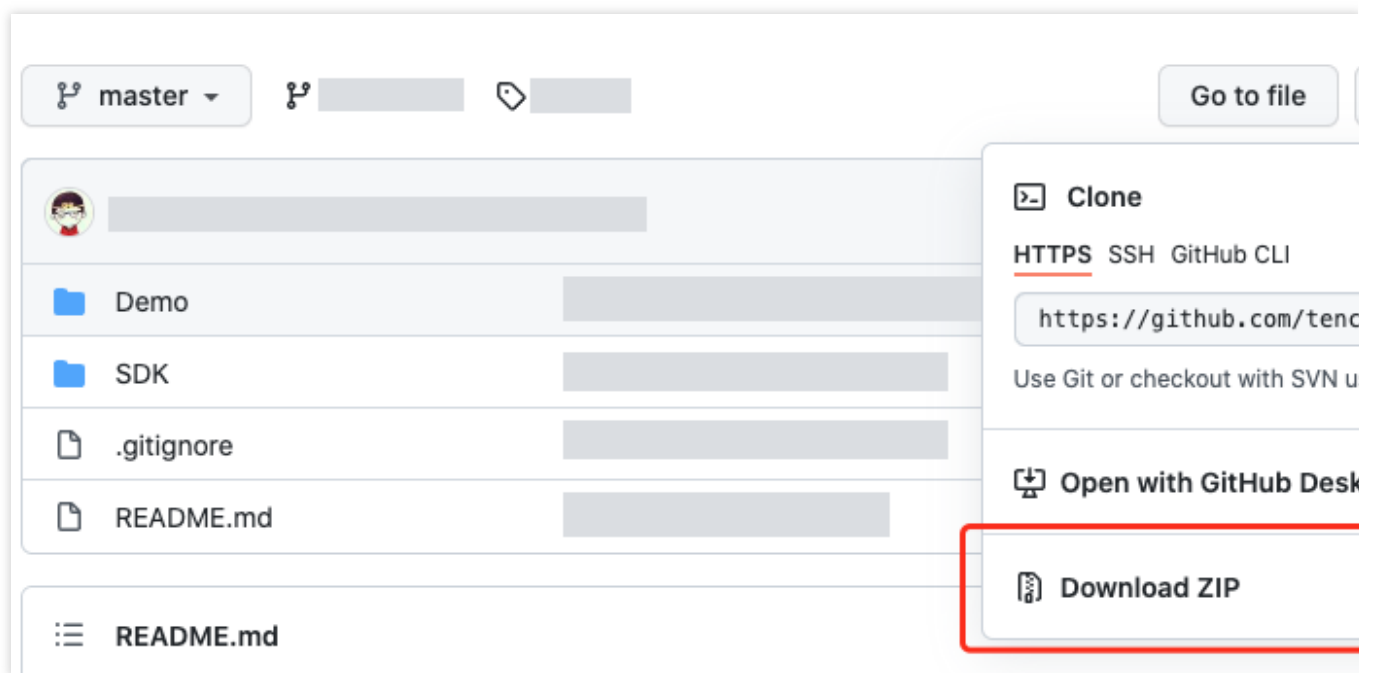 master
Go to file
Clone
HTTPS SSH GitHub CLI
https://github.com/tenc
Use Git or checkout with SVN u
Open with GitHub Desk
Download ZIP
Demo
SDK
.gitignore
README.md
README.md